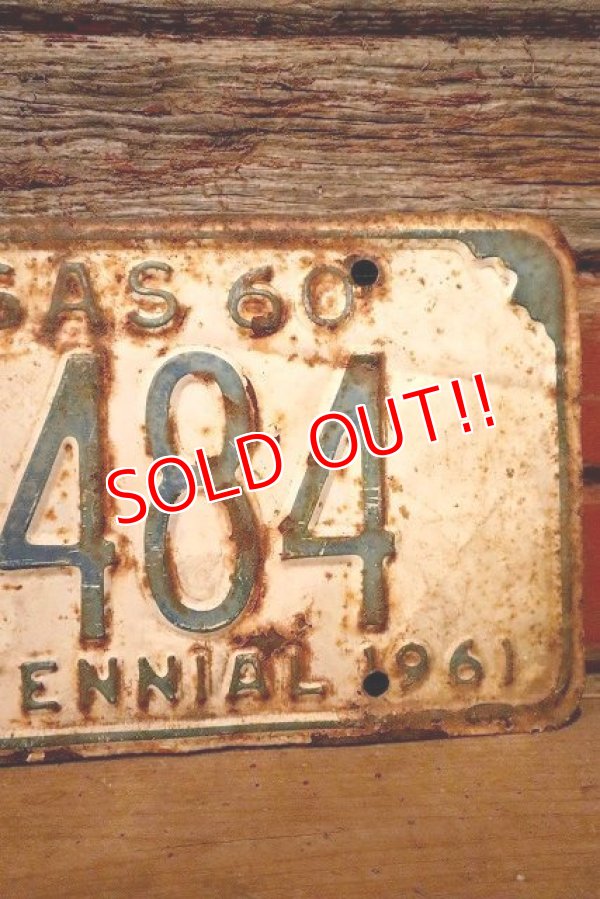 SAS 60
484
SOLD OUT!!
ENNIAL 1961